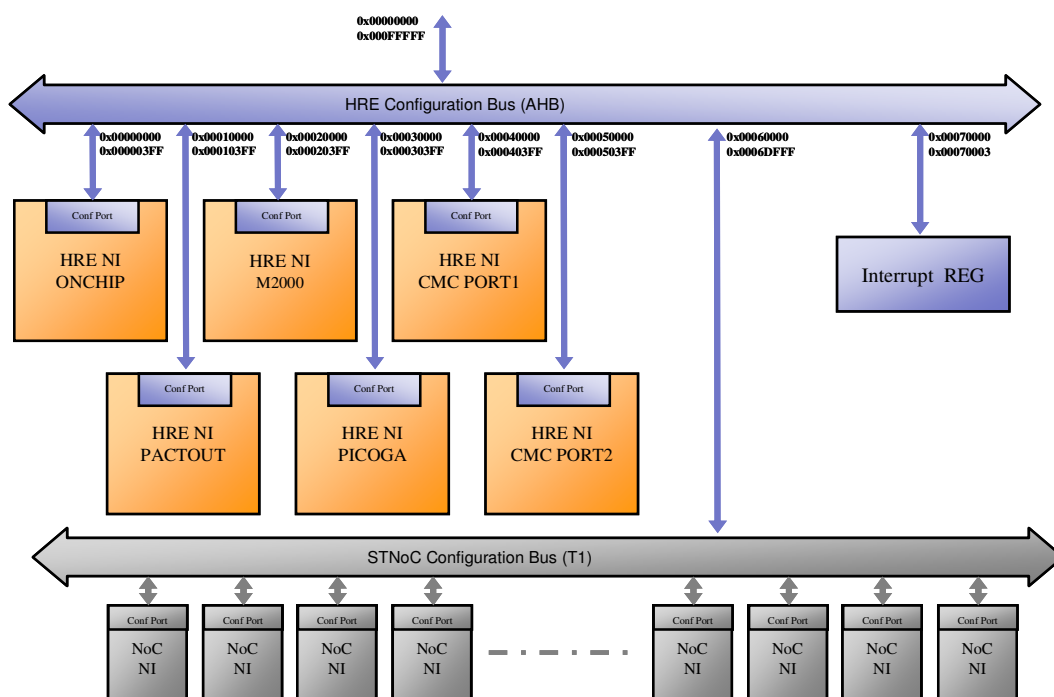 0x00000000
0x000FFFFF
HRE Configuration Bus (AHB)
0x00000000
0x000003FF
0x00010000
0x000103FF
0x00020000
0x000203FF
0x00030000
0x000303FF
0x00040000
0x000403FF
0x00050000
0x000503FF
0x00060000
0x0006DFFF
0x00070000
0x00070003
Conf Port
HRE NI
ONCHIP
Conf Port
HRE NI
M2000
Conf Port
HRE NI
CMC PORT1
Interrupt REG
Conf Port
HRE NI
PACTOUT
Conf Port
HRE NI
PICOGA
Conf Port
HRE NI
CMC PORT2
STNoC Configuration Bus (T1)
Conf Port
NoC
NI
Conf Port
NoC
NI
Conf Port
NoC
NI
Conf Port
NoC
NI
Conf Port
NoC
NI
Conf Port
NoC
NI
Conf Port
NoC
NI
Conf Port
NoC
NI